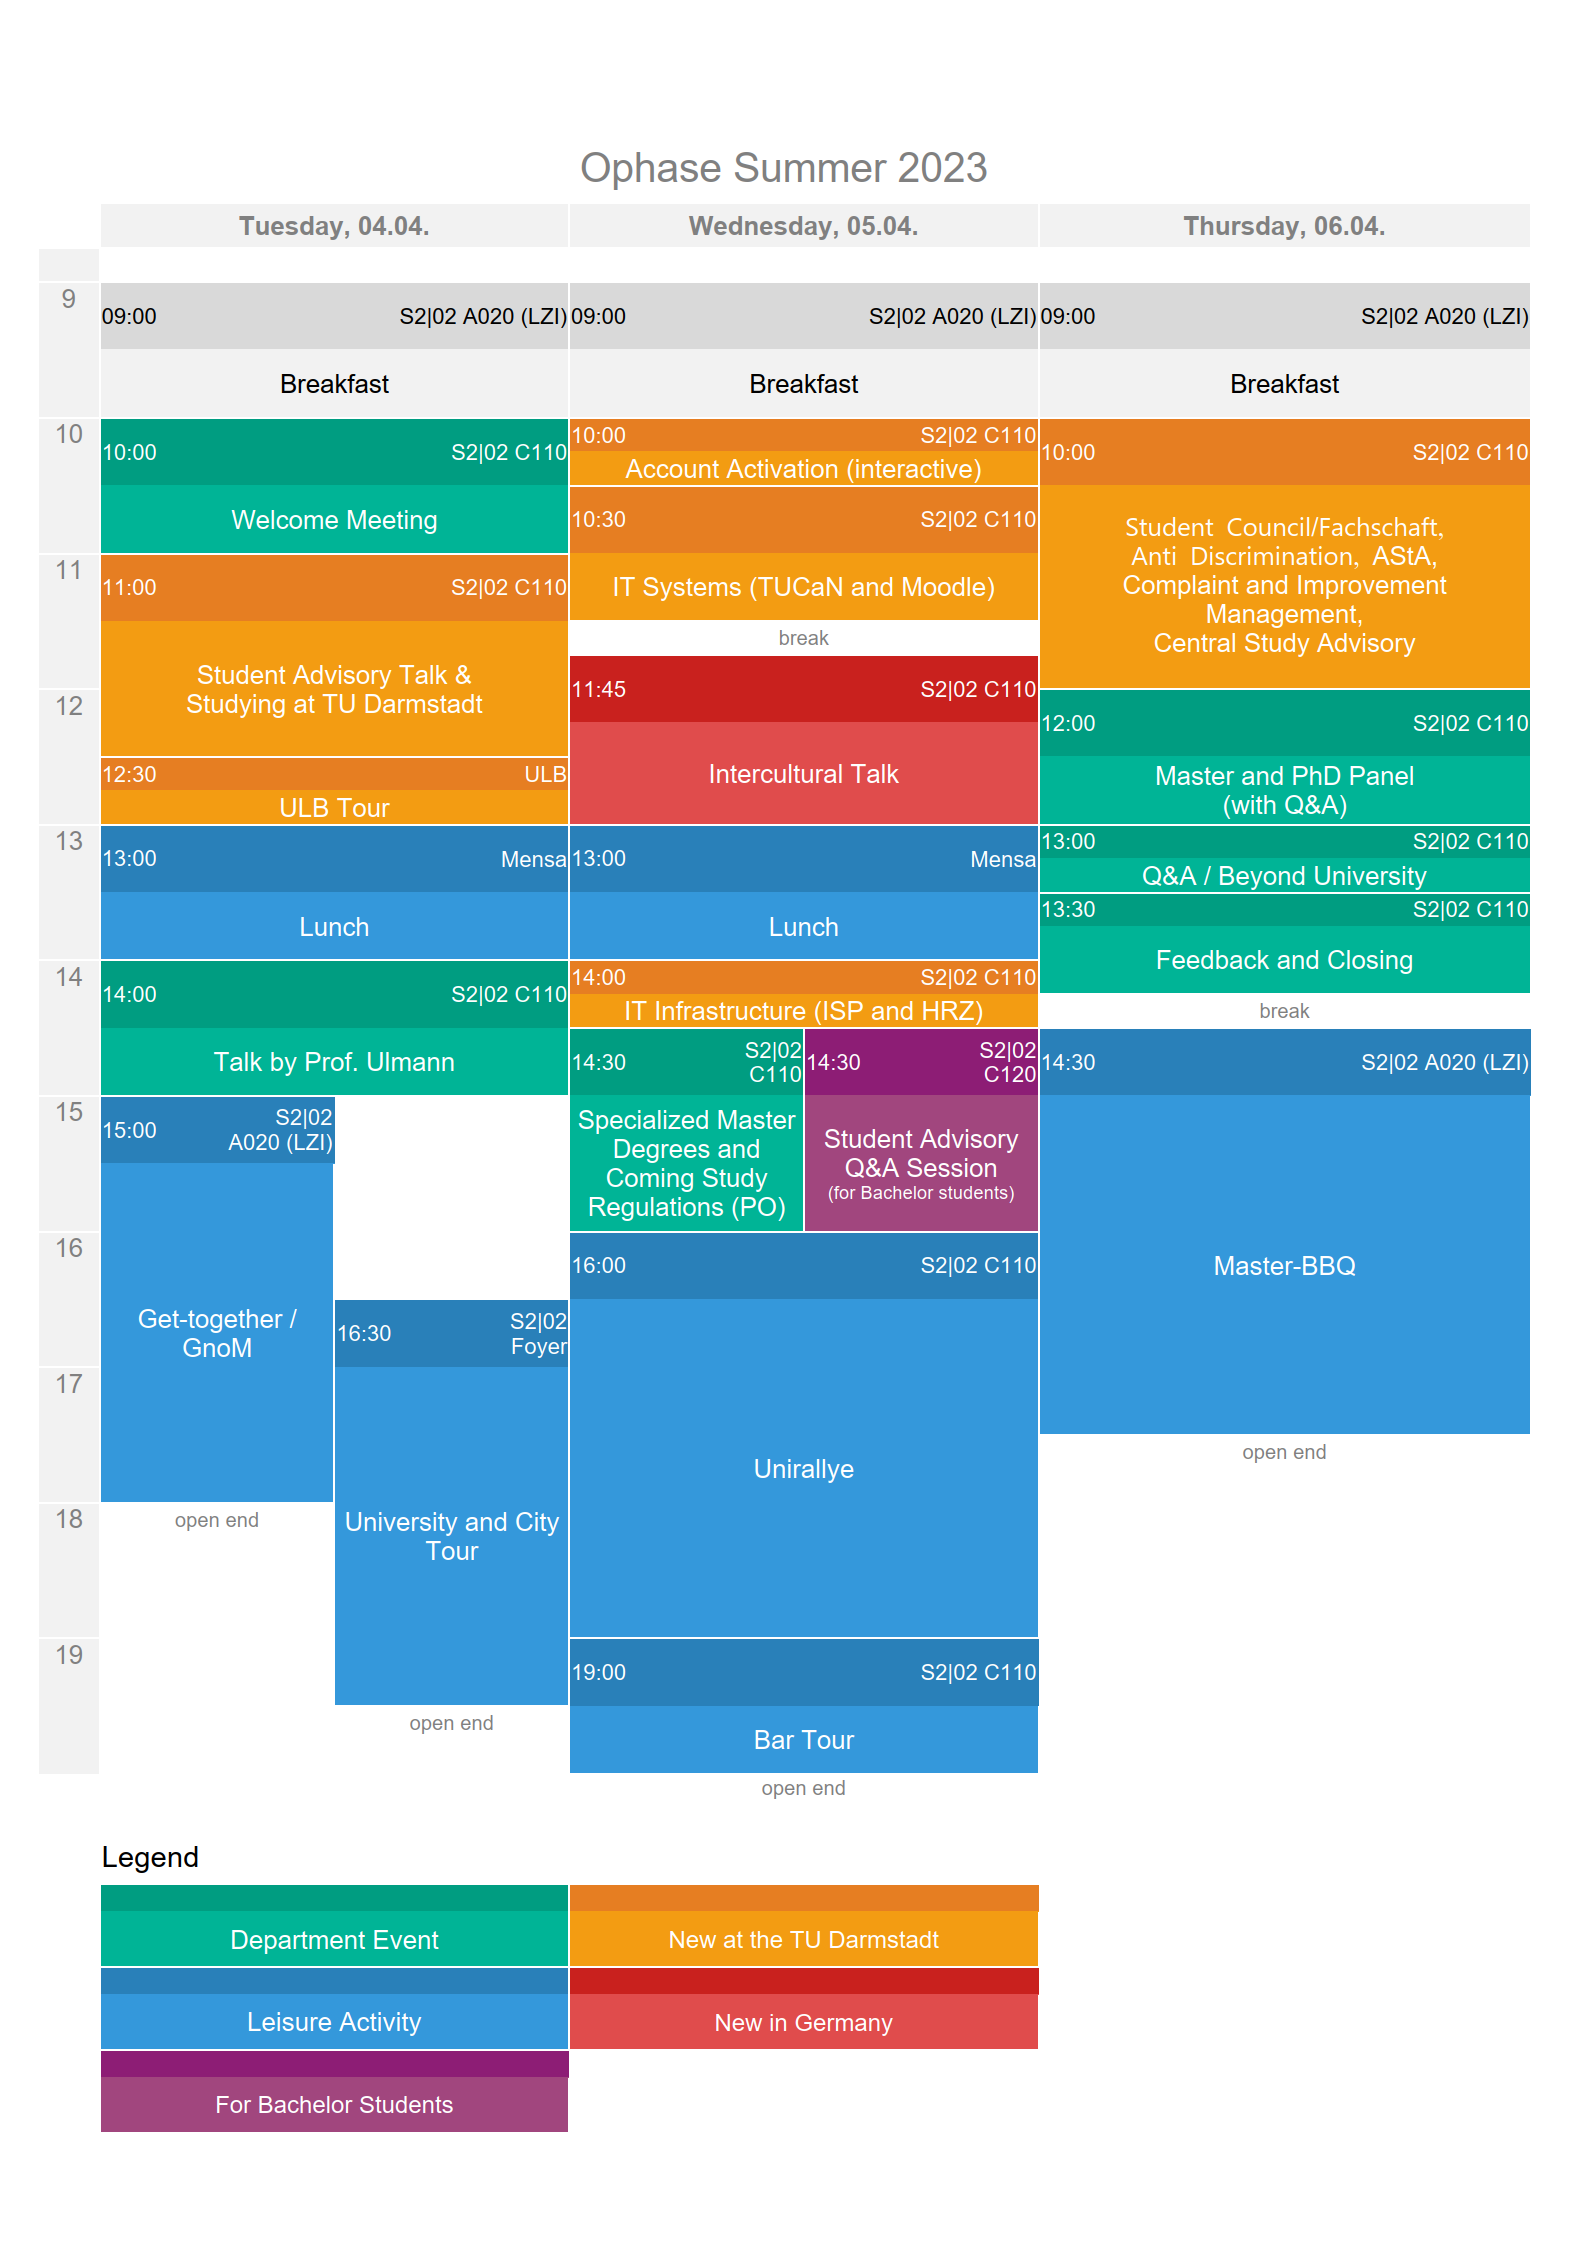 Ophase Summer 2023
Tuesday, 04.04.
Wednesday, 05.04.
Thursday, 06.04.
9
09:00 S2|02 A020 (LZI)
09:00 S2|02 A020 (LZI)
09:00 S2|02 A020 (LZI)
Breakfast
Breakfast
Breakfast
10
10:00 S2|02 C110
Welcome Meeting
10:00 S2|02 C110
Account Activation (interactive)
10:30 S2|02 C110
IT Systems (TUCaN and Moodle)
break
10:00 S2|02 C110
Student Council/Fachschaft,
Anti Discrimination, AStA,
Complaint and Improvement
Management,
Central Study Advisory
11
11:00 S2|02 C110
Student Advisory Talk &
Studying at TU Darmstadt
11:45 S2|02 C110
Intercultural Talk
12
12:30 ULB
ULB Tour
12:00 S2|02 C110
Master and PhD Panel
(with Q&A)
13
13:00 Mensa
Lunch
13:00 Mensa
Lunch
13:00 S2|02 C110
Q&A / Beyond University
13:30 S2|02 C110
Feedback and Closing
break
14
14:00 S2|02 C110
Talk by Prof. Ulmann
14:00 S2|02 C110
IT Infrastructure (ISP and HRZ)
14:30 S2|02
C110
Specialized Master
Degrees and
Coming Study
Regulations (PO)
14:30 S2|02
C120
Student Advisory
Q&A Session
(for Bachelor students)
14:30 S2|02 A020 (LZI)
Master-BBQ
open end
15
15:00 S2|02
A020 (LZI)
Get-together /
GnoM
open end
16
16:30 S2|02
Foyer
University and City
Tour
open end
16:00 S2|02 C110
Unirallye
17
18
19
19:00 S2|02 C110
Bar Tour
open end
Legend
Department Event
New at the TU Darmstadt
Leisure Activity
New in Germany
For Bachelor Students